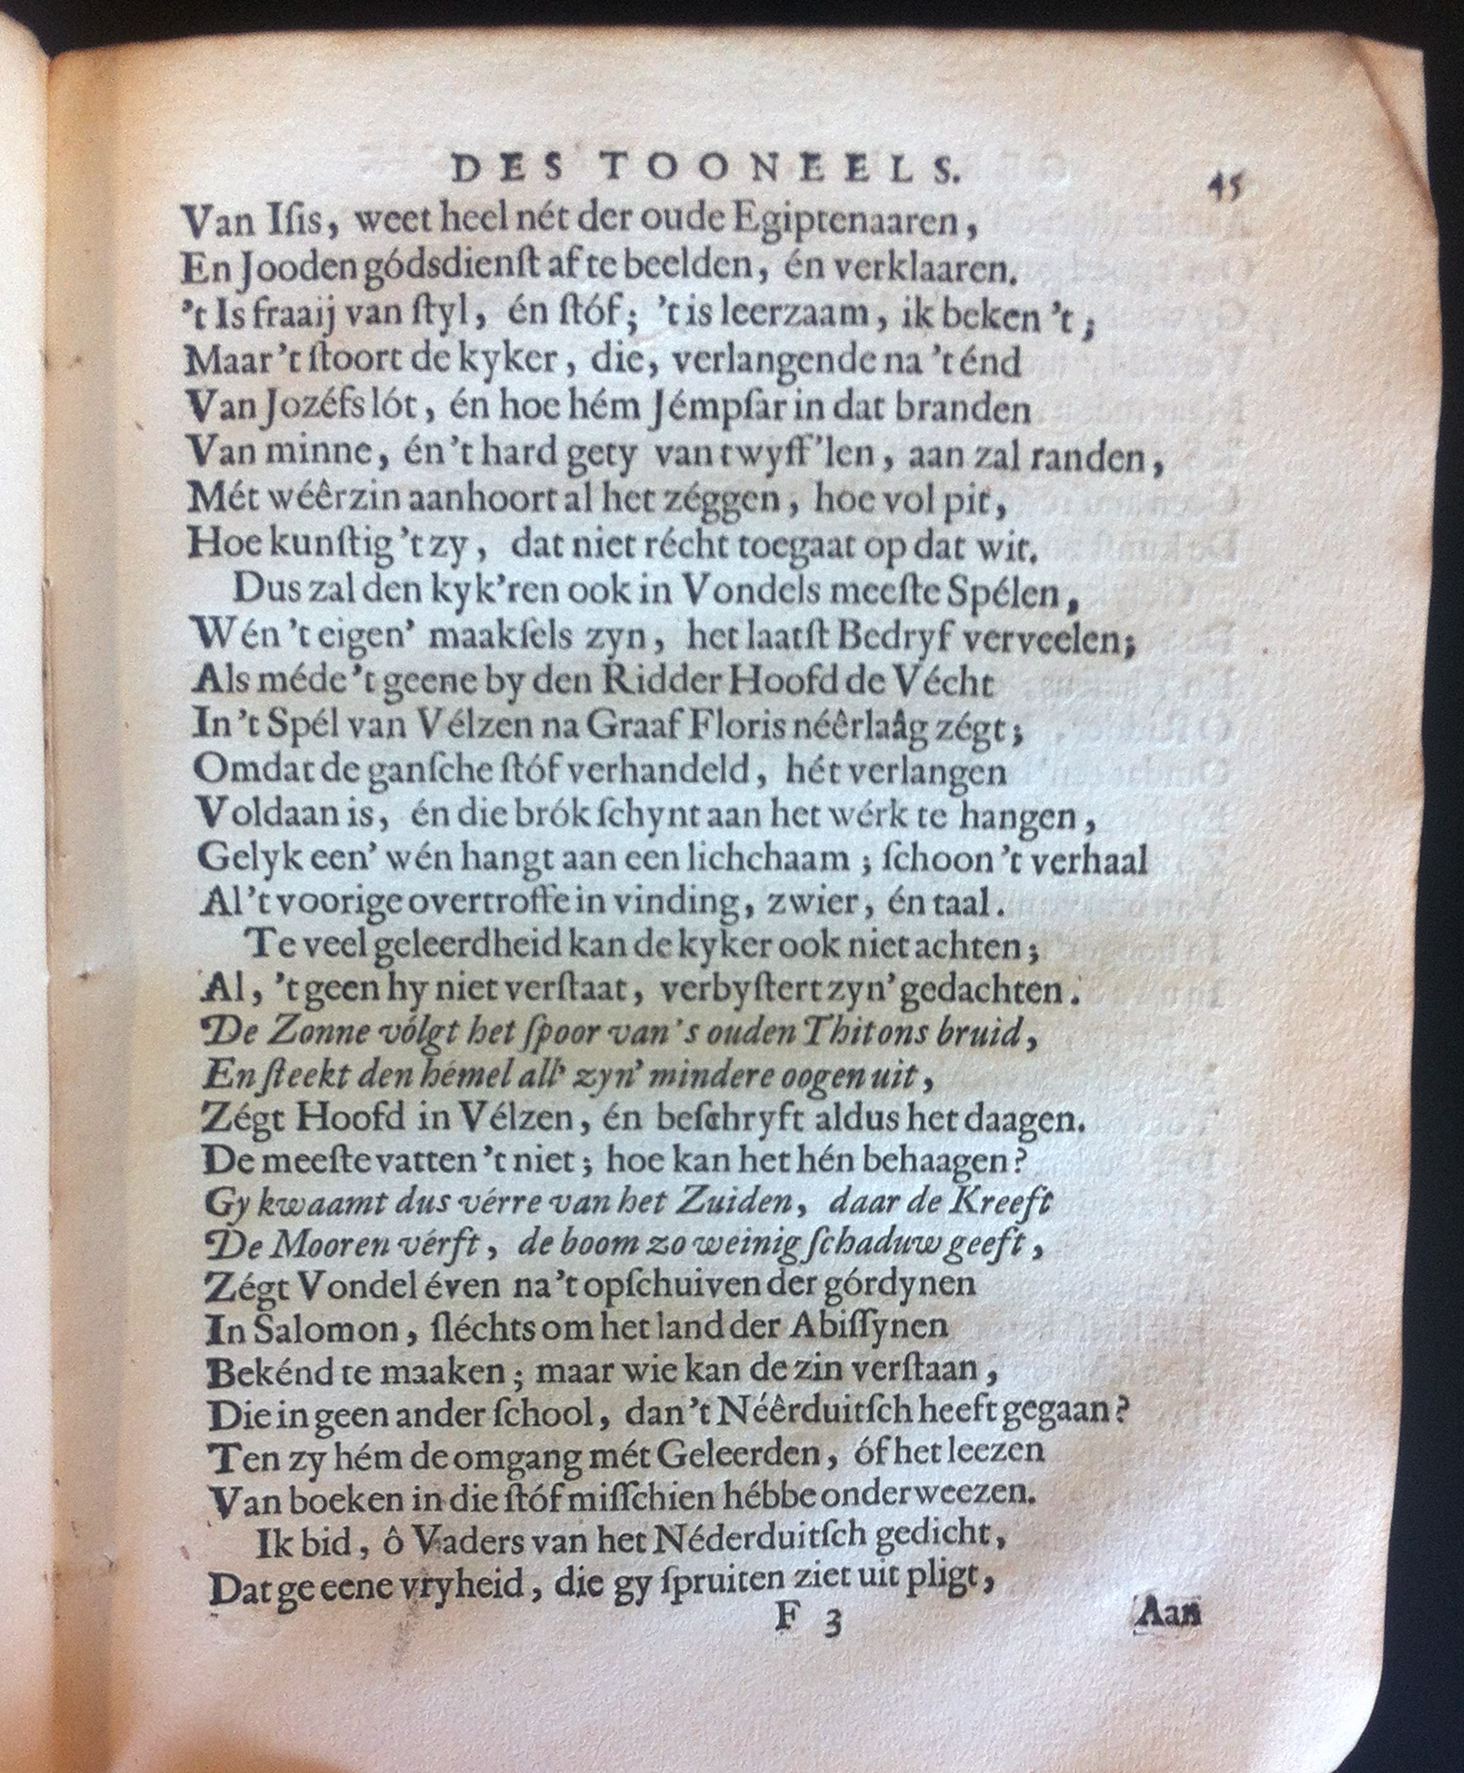 DES TOONEELS. 45
Van Iſis, weet heel nét der oude Egiptenaaren,
En Jooden gódsdienſt af te beelden, én verklaaren.
't Is fraaij van ſtyl, én ſtóf; 't is leerzaam, ik beken 't;
Maar 't ſtoort de kyker, die, verlangende na 't énd
Van Jozéfs lót, én hoe hém Jémpſar in dat branden
Van minne, én 't hard gety van twyff'len, aan zal randen,
Mét wéêrzin aanhoort al het zéggen, hoe vol pit,
Hoe kunſtig 't zy, dat niet récht toegaat op dat wit.
Dus zal den kyk'ren ook in Vondels meeſte Spélen,
Wén 't eigen' maakſels zyn, het laatſt Bedryf verveelen;
Als méde 't geene by den Ridder Hoofd de Vécht
In 't Spél van Vélzen na Graaf Floris néêrlaâg zégt;
Omdat de ganſche ſtóf verhandeld, hét verlangen
Voldaan is, én die brók ſchynt aan het wérk te hangen,
Gelyk een' wén hangt aan een lichchaam; ſchoon 't verhaal
Al 't voorige overtroffe in vinding, zwier, én taal.
Te veel geleerdheid kan de kyker ook niet achten;
Al, 't geen hy niet verſtaat, verbyſtert zyn' gedachten.
De Zonne vólgt het ſpoor van 's ouden Thitons bruid,
En ſteekt den hémel all' zyn' mindere oogen uit,
Zégt Hoofd in Vélzen, én beſchryft aldus het daagen.
De meeſte vatten 't niet; hoe kan het hén behaagen?
Gy kwaamt dus vérre van het Zuiden, daar de Kreeft
De Mooren vérft, de boom zo weinig ſchaduw geeft,
Zégt Vondel éven na 't opſchuiven der górdynen
In Salomon, ſléchts om het land der Abiſſynen
Bekénd te maaken; maar wie kan de zin verſtaan,
Die in geen ander ſchool, dan 't Néêrduitſch heeft gegaan?
Ten zy hém de omgang mét Geleerden, óf het leezen
Van boeken in die ſtóf miſſchien hébbe onderweezen.
Ik bid, ô Vaders van het Néderduitſch gedicht,
Dat ge eene vryheid, die gy ſpruiten ziet uit pligt,
F 3 Aan